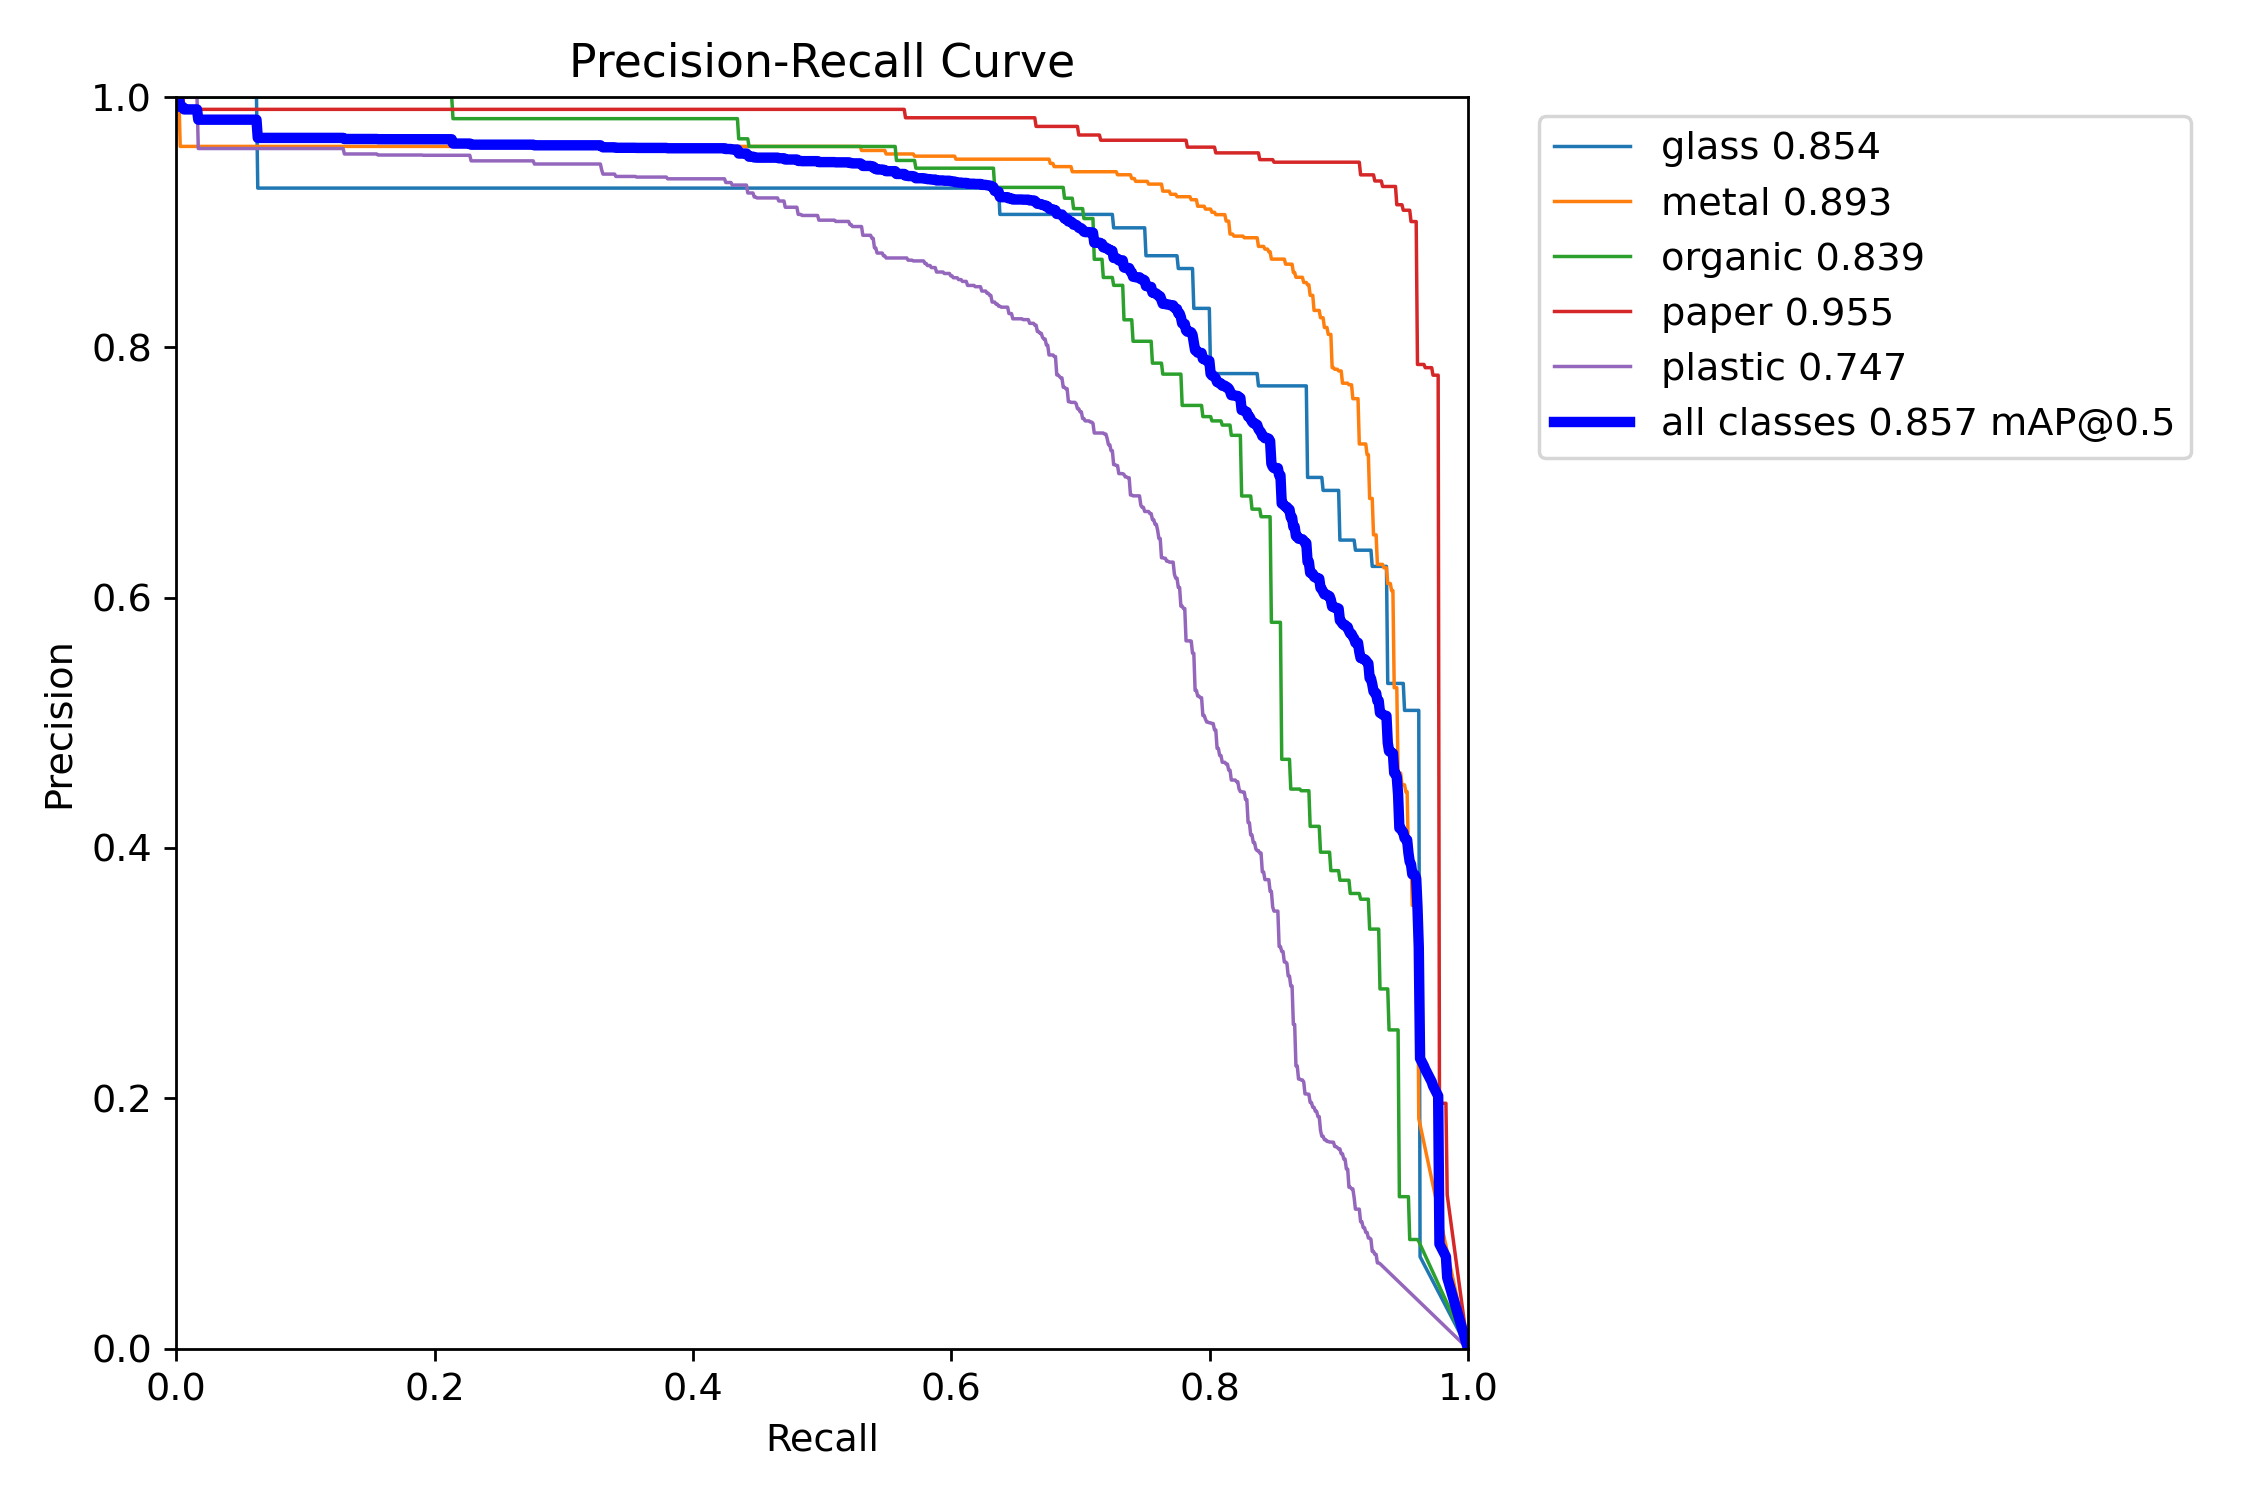 Precision-Recall Curve
1.0
0.8
0.6
0.4
0.2
0.0
Precision
0.0 0.2 0.4 0.6 0.8 1.0
Recall
glass 0.854
metal 0.893
organic 0.839
paper 0.955
plastic 0.747
all classes 0.857 mAP@0.5